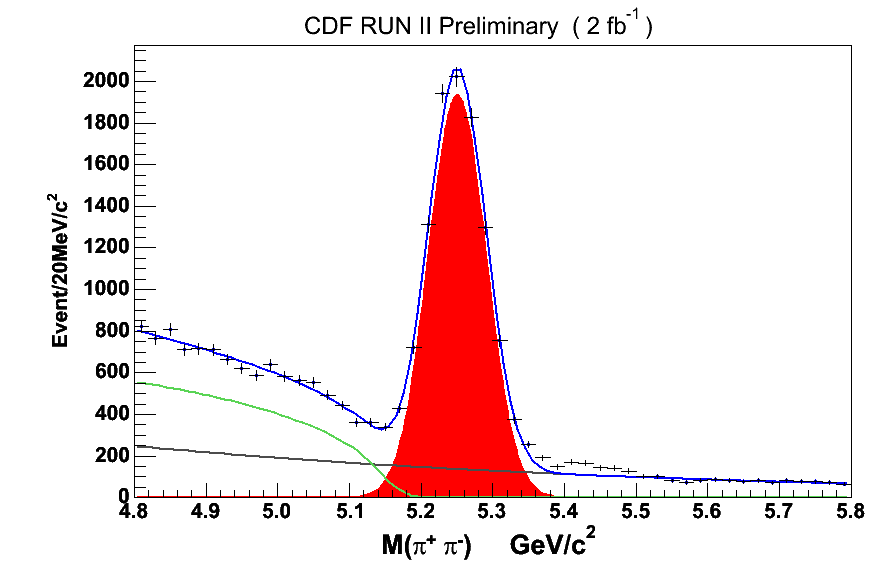 CDF RUN II Preliminary ( 2 fb⁻¹ )
Event/20MeV/c²
2000
1800
1600
1400
1200
1000
800
600
400
200
0
4.8 4.9 5.0 5.1 5.2 5.3 5.4 5.5 5.6 5.7 5.8
M(π⁺ π⁻) GeV/c²